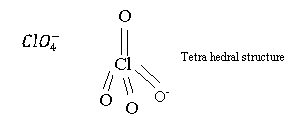 O
ClO₄⁻
Cl
Tetra hedral structure
O
O
O⁻